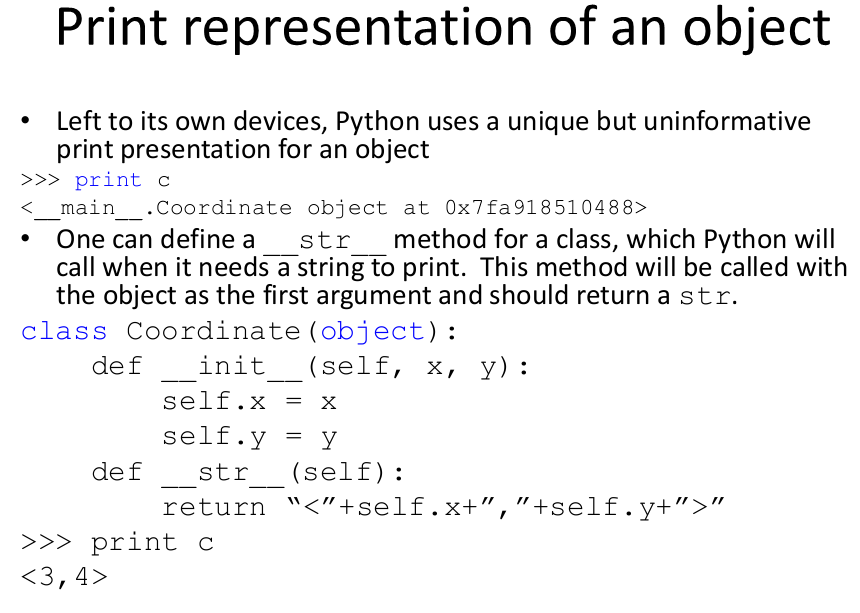 Print representation of an object
• Left to its own devices, Python uses a unique but uninformative
print presentation for an object
>>> print c
<__main__.Coordinate object at 0x7fa918510488>
• One can define a __str__ method for a class, which Python will
call when it needs a string to print. This method will be called with
the object as the first argument and should return a str.
class Coordinate(object):
    def __init__(self, x, y):
        self.x = x
        self.y = y
    def __str__(self):
        return “<”+self.x+”,”+self.y+”>”
>>> print c
<3,4>